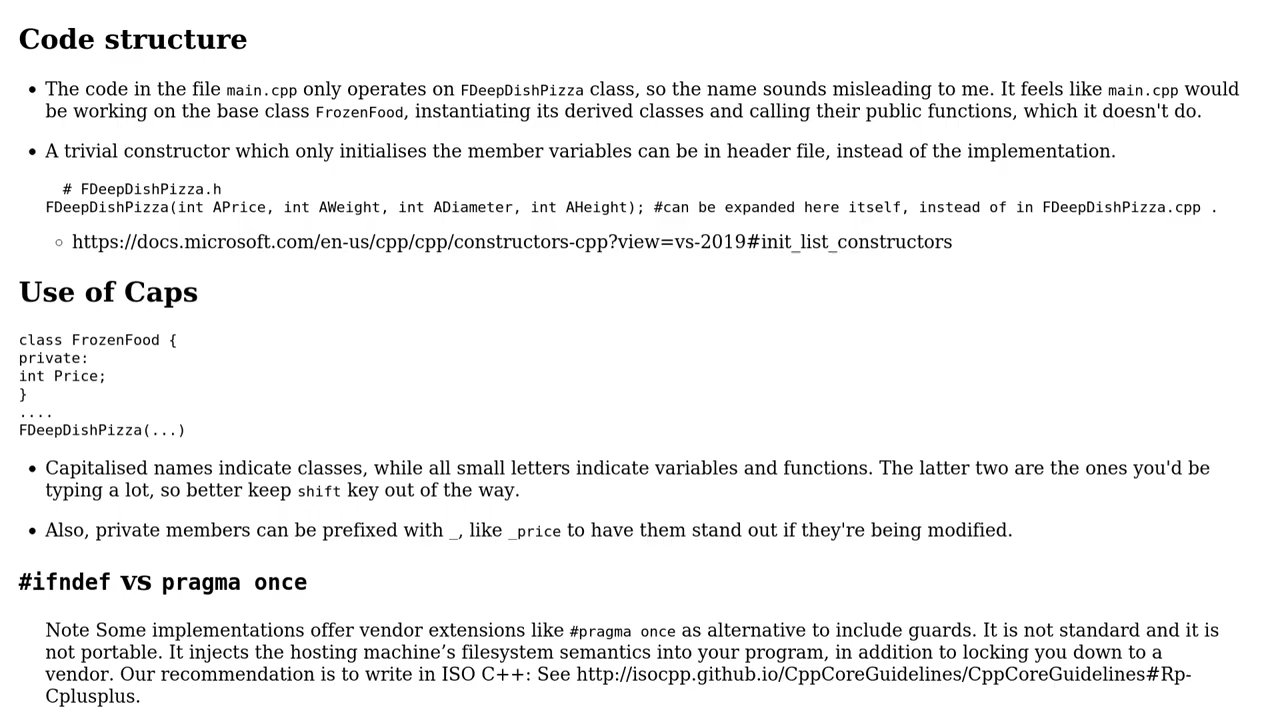 Code structure
• The code in the file main.cpp only operates on FDeepDishPizza class, so the name sounds misleading to me. It feels like main.cpp would
be working on the base class FrozenFood, instantiating its derived classes and calling their public functions, which it doesn't do.
• A trivial constructor which only initialises the member variables can be in header file, instead of the implementation.
# FDeepDishPizza.h
FDeepDishPizza(int APrice, int AWeight, int ADiameter, int AHeight); #can be expanded here itself, instead of in FDeepDishPizza.cpp .
◦ https://docs.microsoft.com/en-us/cpp/cpp/constructors-cpp?view=vs-2019#init_list_constructors
Use of Caps
class FrozenFood {
private:
int Price;
}
....
FDeepDishPizza(...)
• Capitalised names indicate classes, while all small letters indicate variables and functions. The latter two are the ones you'd be
typing a lot, so better keep shift key out of the way.
• Also, private members can be prefixed with _, like _price to have them stand out if they're being modified.
#ifndef vs pragma once
Note Some implementations offer vendor extensions like #pragma once as alternative to include guards. It is not standard and it is
not portable. It injects the hosting machine’s filesystem semantics into your program, in addition to locking you down to a
vendor. Our recommendation is to write in ISO C++: See http://isocpp.github.io/CppCoreGuidelines/CppCoreGuidelines#Rp-
Cplusplus.